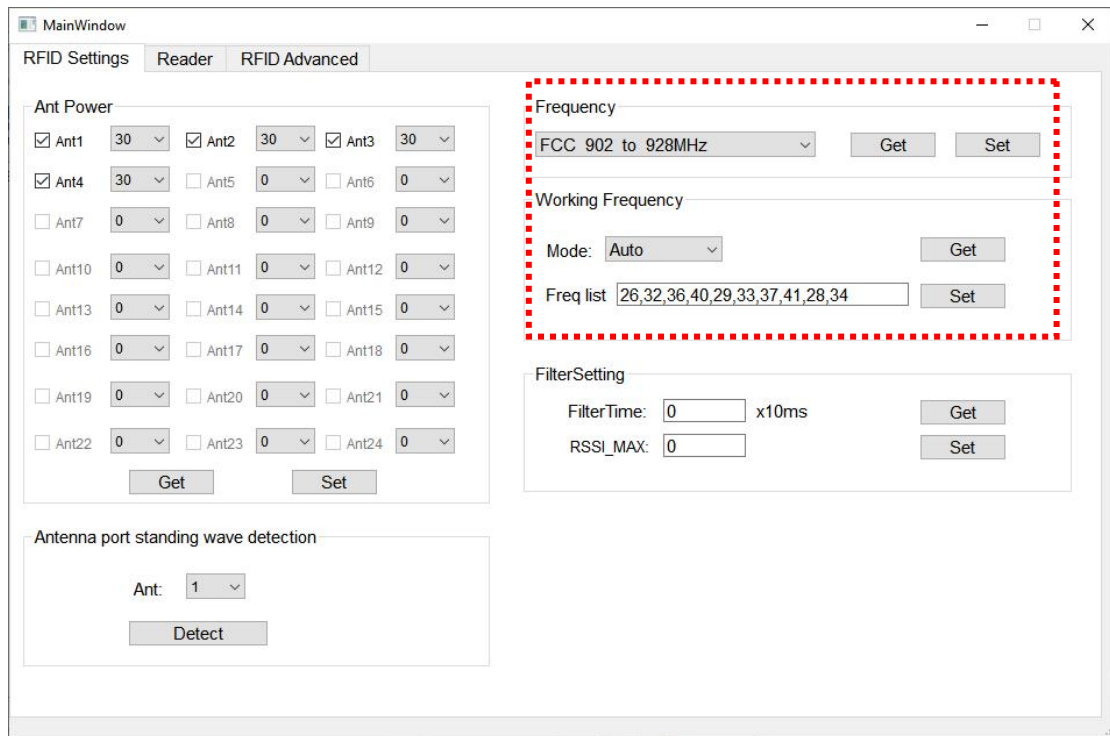 MainWindow
RFID Settings Reader RFID Advanced
Ant Power
Ant1 30 Ant2 30 Ant3 30
Ant4 30 Ant5 0 Ant6 0
Ant7 0 Ant8 0 Ant9 0
Ant10 0 Ant11 0 Ant12 0
Ant13 0 Ant14 0 Ant15 0
Ant16 0 Ant17 0 Ant18 0
Ant19 0 Ant20 0 Ant21 0
Ant22 0 Ant23 0 Ant24 0
Get Set
Antenna port standing wave detection
Ant: 1
Detect
Frequency
FCC 902 to 928MHz Get Set
Working Frequency
Mode: Auto Get
Freq list 26,32,36,40,29,33,37,41,28,34 Set
FilterSetting
FilterTime: 0 x10ms Get
RSSI_MAX: 0 Set